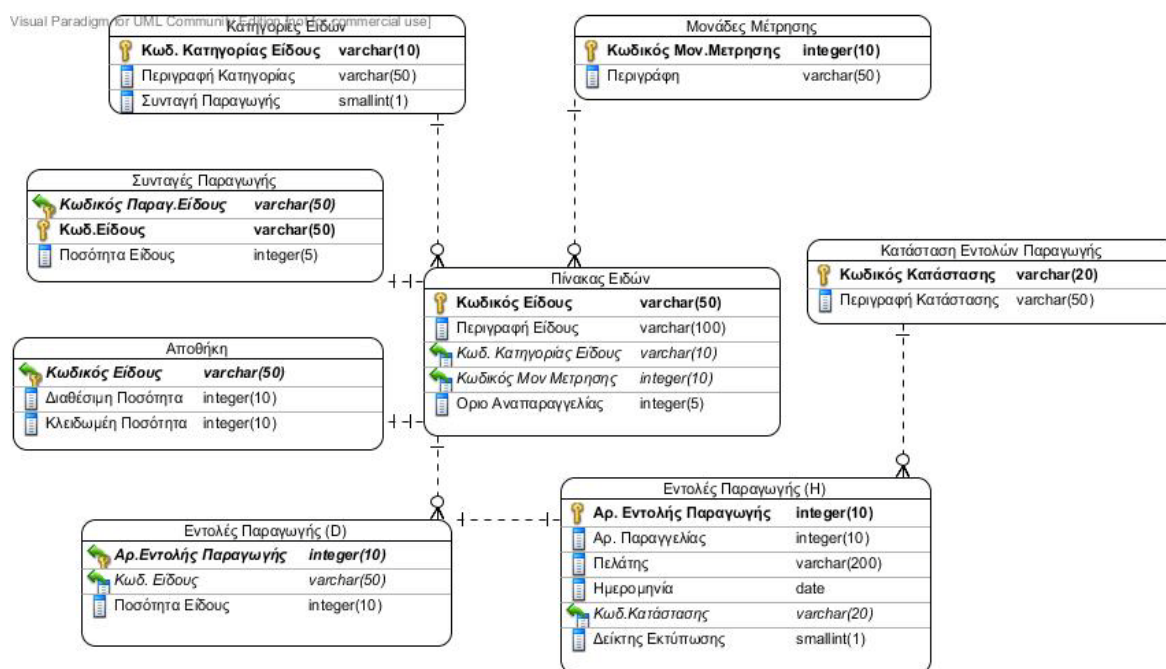 Visual Paradigm for UML Community Edition [not for commercial use]
Κατηγορίες Ειδών
Κωδ. Κατηγορίας Είδους varchar(10)
Περιγραφή Κατηγορίας varchar(50)
Συνταγή Παραγωγής smallint(1)
Μονάδες Μέτρησης
Κωδικός Μον.Μετρησης integer(10)
Περιγράφη varchar(50)
Συνταγές Παραγωγής
Κωδικός Παραγ.Είδους varchar(50)
Κωδ.Είδους varchar(50)
Ποσότητα Είδους integer(5)
Κατάσταση Εντολών Παραγωγής
Κωδικός Κατάστασης varchar(20)
Περιγραφή Κατάστασης varchar(50)
Πίνακας Ειδών
Κωδικός Είδους varchar(50)
Περιγραφή Είδους varchar(100)
Κωδ. Κατηγορίας Είδους varchar(10)
Κωδικός Μον Μετρησης integer(10)
Οριο Αναπαραγγελίας integer(5)
Αποθήκη
Κωδικός Είδους varchar(50)
Διαθέσιμη Ποσότητα integer(10)
Κλειδωμέη Ποσότητα integer(10)
Εντολές Παραγωγής (D)
Αρ.Εντολής Παραγωγής integer(10)
Κωδ. Είδους varchar(50)
Ποσότητα Είδους integer(10)
Εντολές Παραγωγής (H)
Αρ. Εντολής Παραγωγής integer(10)
Αρ. Παραγγελίας integer(10)
Πελάτης varchar(200)
Ημερομηνία date
Κωδ.Κατάστασης varchar(20)
Δείκτης Εκτύπωσης smallint(1)